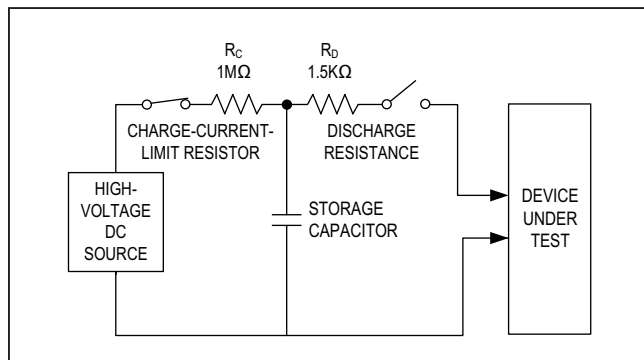 R_C
1MΩ
R_D
1.5KΩ
CHARGE-CURRENT-
LIMIT RESISTOR
DISCHARGE
RESISTANCE
HIGH-
VOLTAGE
DC
SOURCE
STORAGE
CAPACITOR
DEVICE
UNDER
TEST